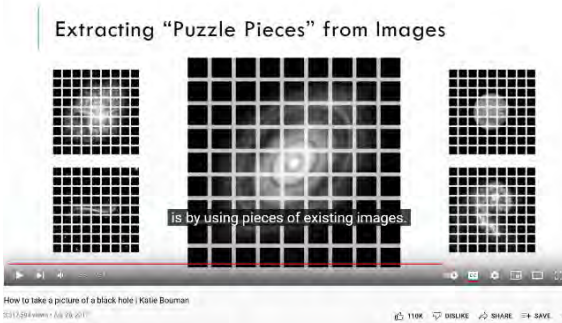 Extracting “Puzzle Pieces” from Images
is by using pieces of existing images.
How to take a picture of a black hole | Katie Bouman
views
110K DISLIKE SHARE SAVE